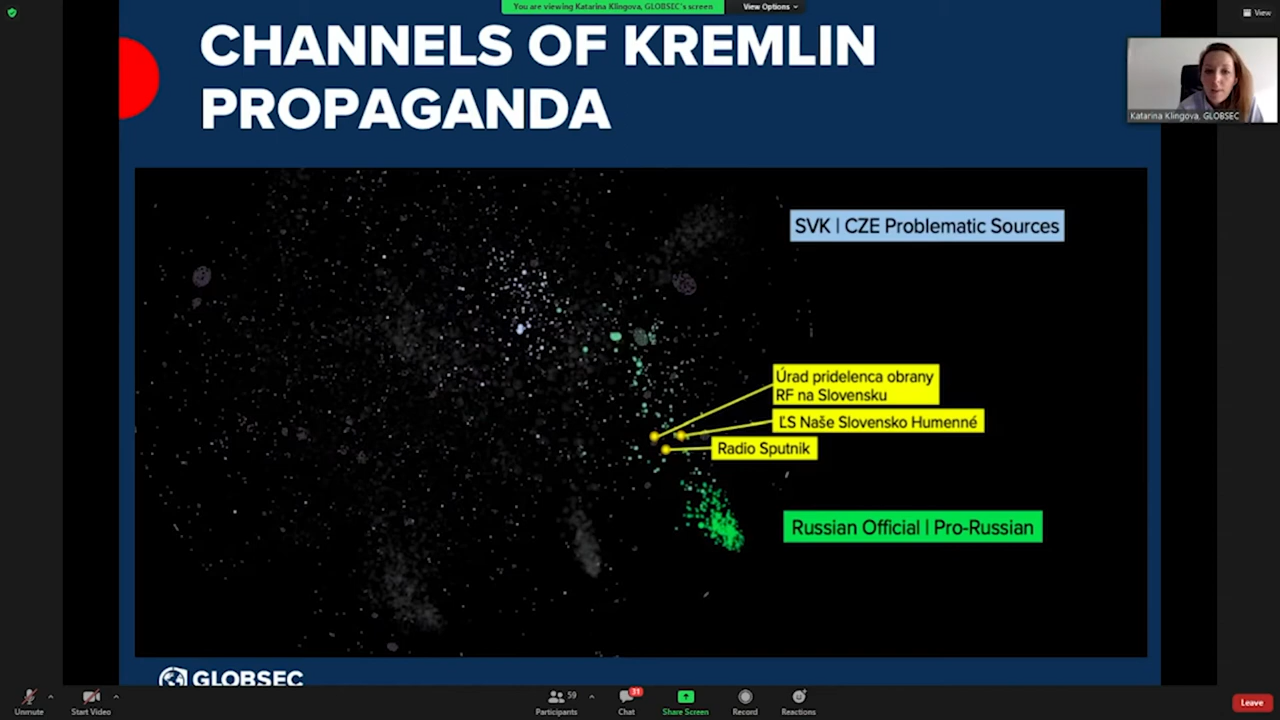 You are viewing Katarina Klingova, GLOBSEC's screen
View Options
View
CHANNELS OF KREMLIN
PROPAGANDA
Katarina Klingova, GLOBSEC
SVK | CZE Problematic Sources
Úrad pridelenca obrany
RF na Slovensku
ĽS Naše Slovensko Humenné
Radio Sputnik
Russian Official | Pro-Russian
GLOBSEC
Unmute
Start Video
59
Participants
31
Chat
Share Screen
Record
Reactions
Leave